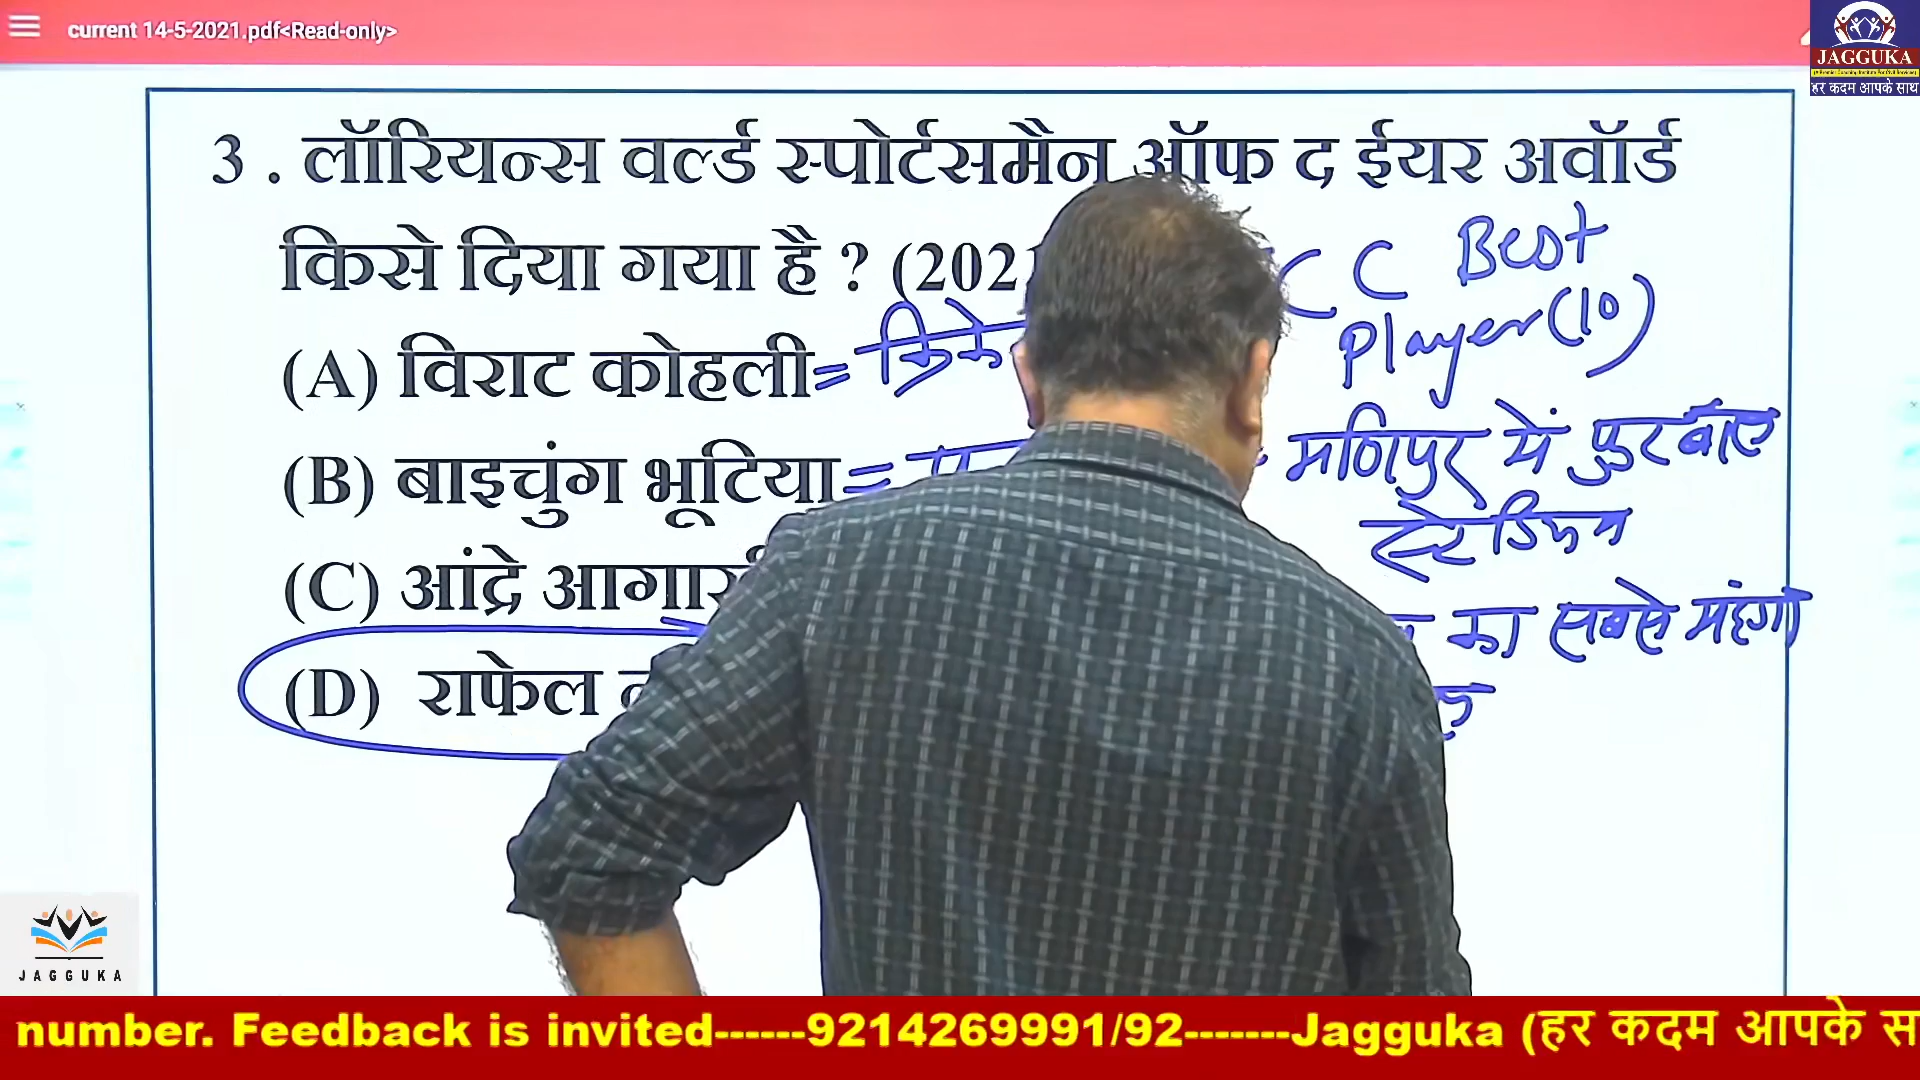 current 14-5-2021.pdf<Read-only>
JAGGUKA
हर कदम आपके साथ
3 . लॉरियन्स वर्ल्ड स्पोर्टसमैन ऑफ द ईयर अवॉर्ड
किसे दिया गया है ? (202
C C Best
Player (10)
(A) विराट कोहली =
(B) बाइचुंग भूटिया =
मणिपुर में फुटबाल
स्टेडियम
(C) आंद्रे
का सबसे मंहगा
(D) राफेल
JAGGUKA
number. Feedback is invited------9214269991/92-------Jagguka (हर कदम आपके स